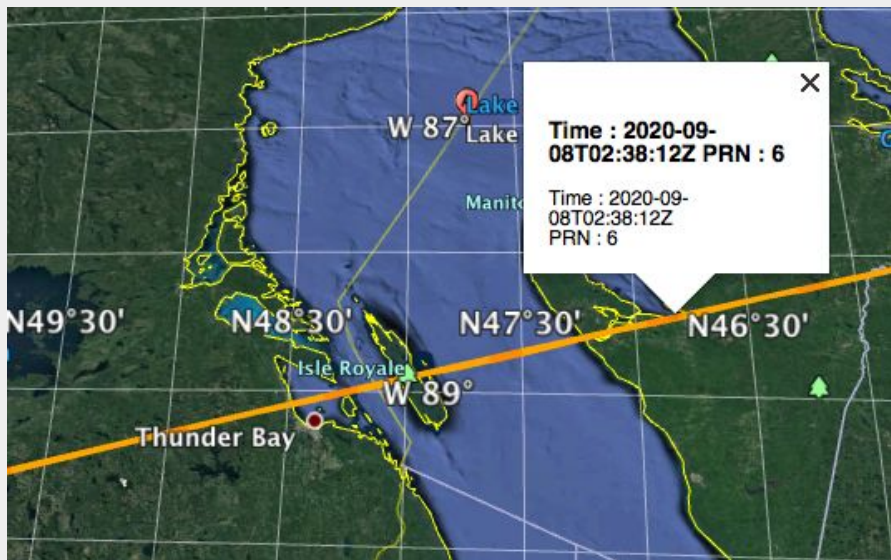 Lake
W 87° Lake
Time : 2020-09-
08T02:38:12Z PRN : 6
Time : 2020-09-
08T02:38:12Z
PRN : 6
N49°30' N48°30' N47°30' N46°30'
Isle Royale
W 89°
Thunder Bay